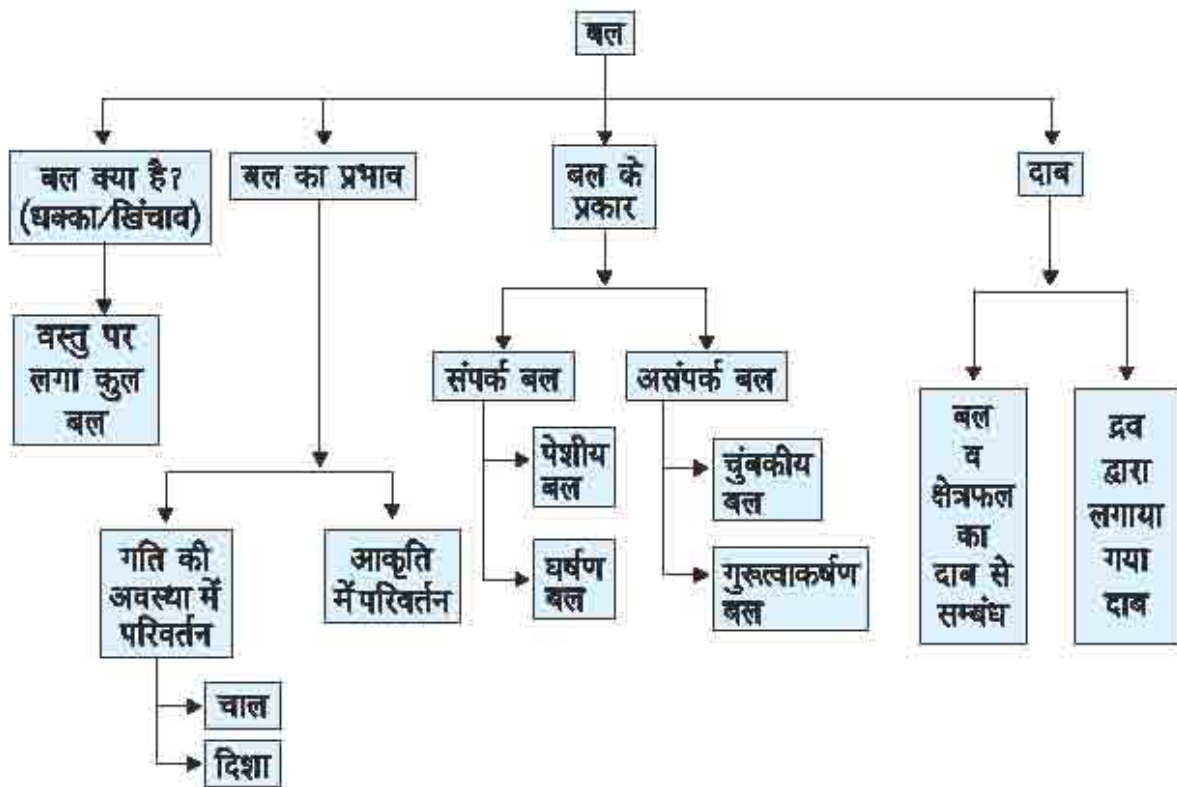 बल
बल क्या है?
(धक्का/खिंचाव)
वस्तु पर
लगा कुल
बल
बल का प्रभाव
गति की
अवस्था में
परिवर्तन
चाल
दिशा
आकृति
में परिवर्तन
बल के
प्रकार
संपर्क बल
पेशीय
बल
घर्षण
बल
असंपर्क बल
चुंबकीय
बल
गुरूत्वाकर्षण
बल
दाब
बल
व
क्षेत्रफल
का
दाब से
सम्बंध
द्रव
द्वारा
लगाया
गया
दाब